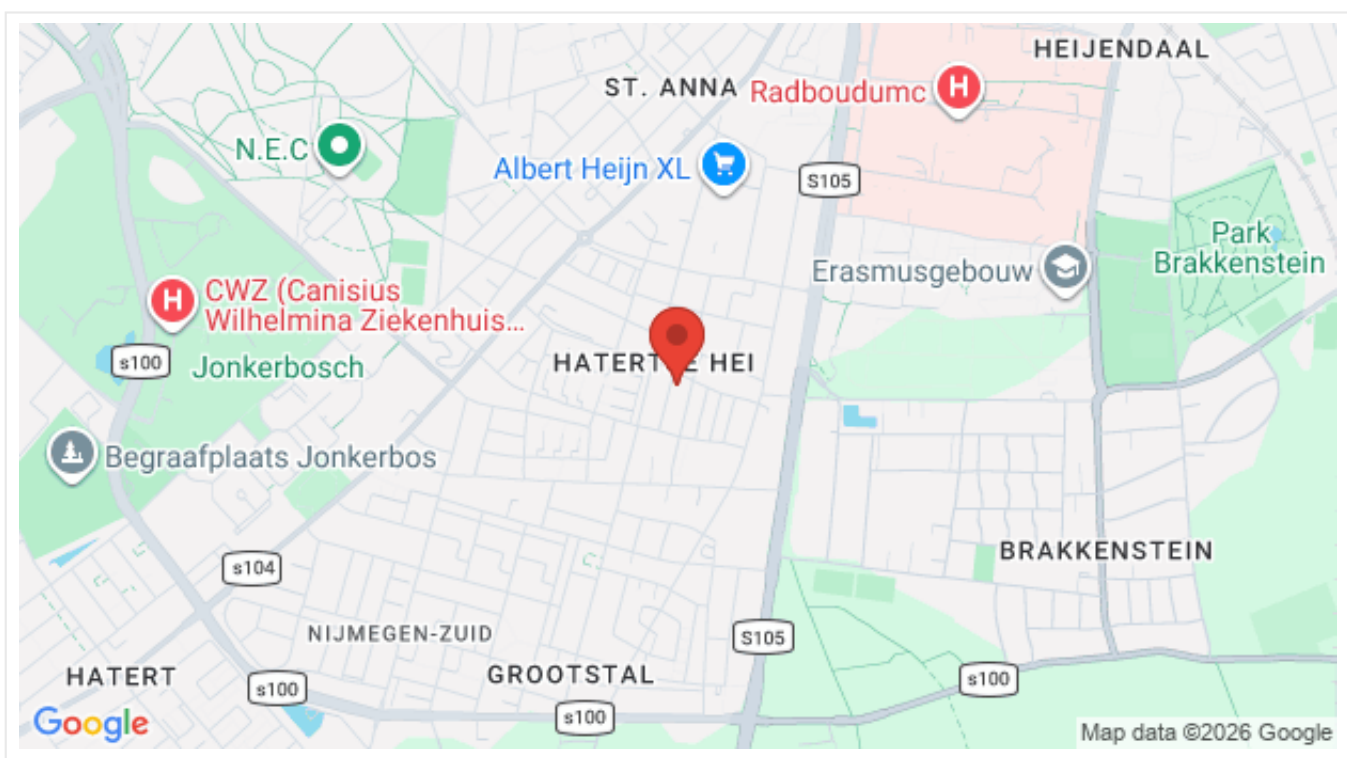 HEIJENDAAL
ST. ANNA
Radboudumc
H
N.E.C
Albert Heijn XL
S105
Park
Brakkenstein
Erasmusgebouw
H
CWZ (Canisius
Wilhelmina Ziekenhuis...
s100
Jonkerbosch
HATERT E HEI
Begraafplaats Jonkerbos
BRAKKENSTEIN
s104
NIJMEGEN-ZUID
S105
HATERT
GROOTSTAL
s100
s100
s100
Google
Map data ©2026 Google